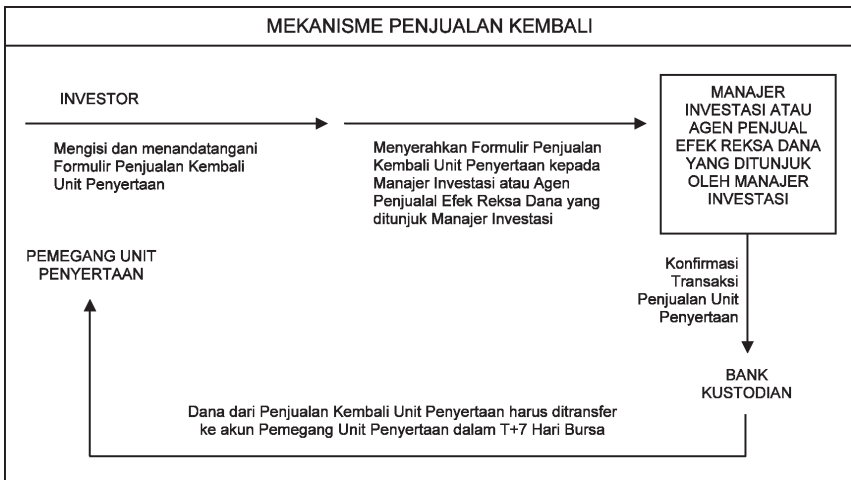 MEKANISME PENJUALAN KEMBALI
INVESTOR
Mengisi dan menandatangani
Formulir Penjualan Kembali
Unit Penyertaan
Menyerahkan Formulir Penjualan
Kembali Unit Penyertaan kepada
Manajer Investasi atau Agen
Penjualal Efek Reksa Dana yang
ditunjuk Manajer Investasi
MANAJER
INVESTASI ATAU
AGEN PENJUAL
EFEK REKSA DANA
YANG DITUNJUK
OLEH MANAJER
INVESTASI
PEMEGANG UNIT
PENYERTAAN
Konfirmasi
Transaksi
Penjualan Unit
Penyertaan
BANK
KUSTODIAN
Dana dari Penjualan Kembali Unit Penyertaan harus ditransfer
ke akun Pemegang Unit Penyertaan dalam T+7 Hari Bursa